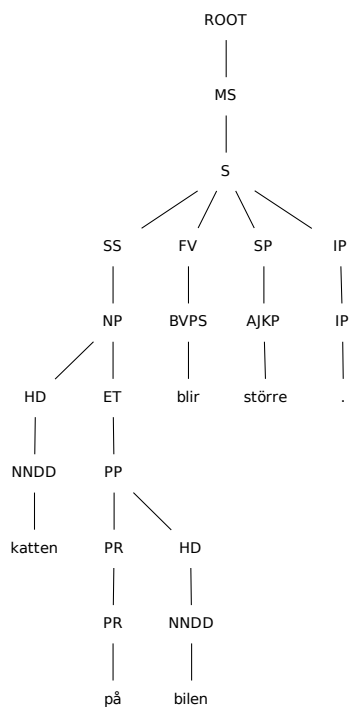 ROOT
MS
S
SS FV SP IP
NP BVPS AJKP IP
HD ET blir större .
NNDD PP
katten PR HD
PR NNDD
på bilen